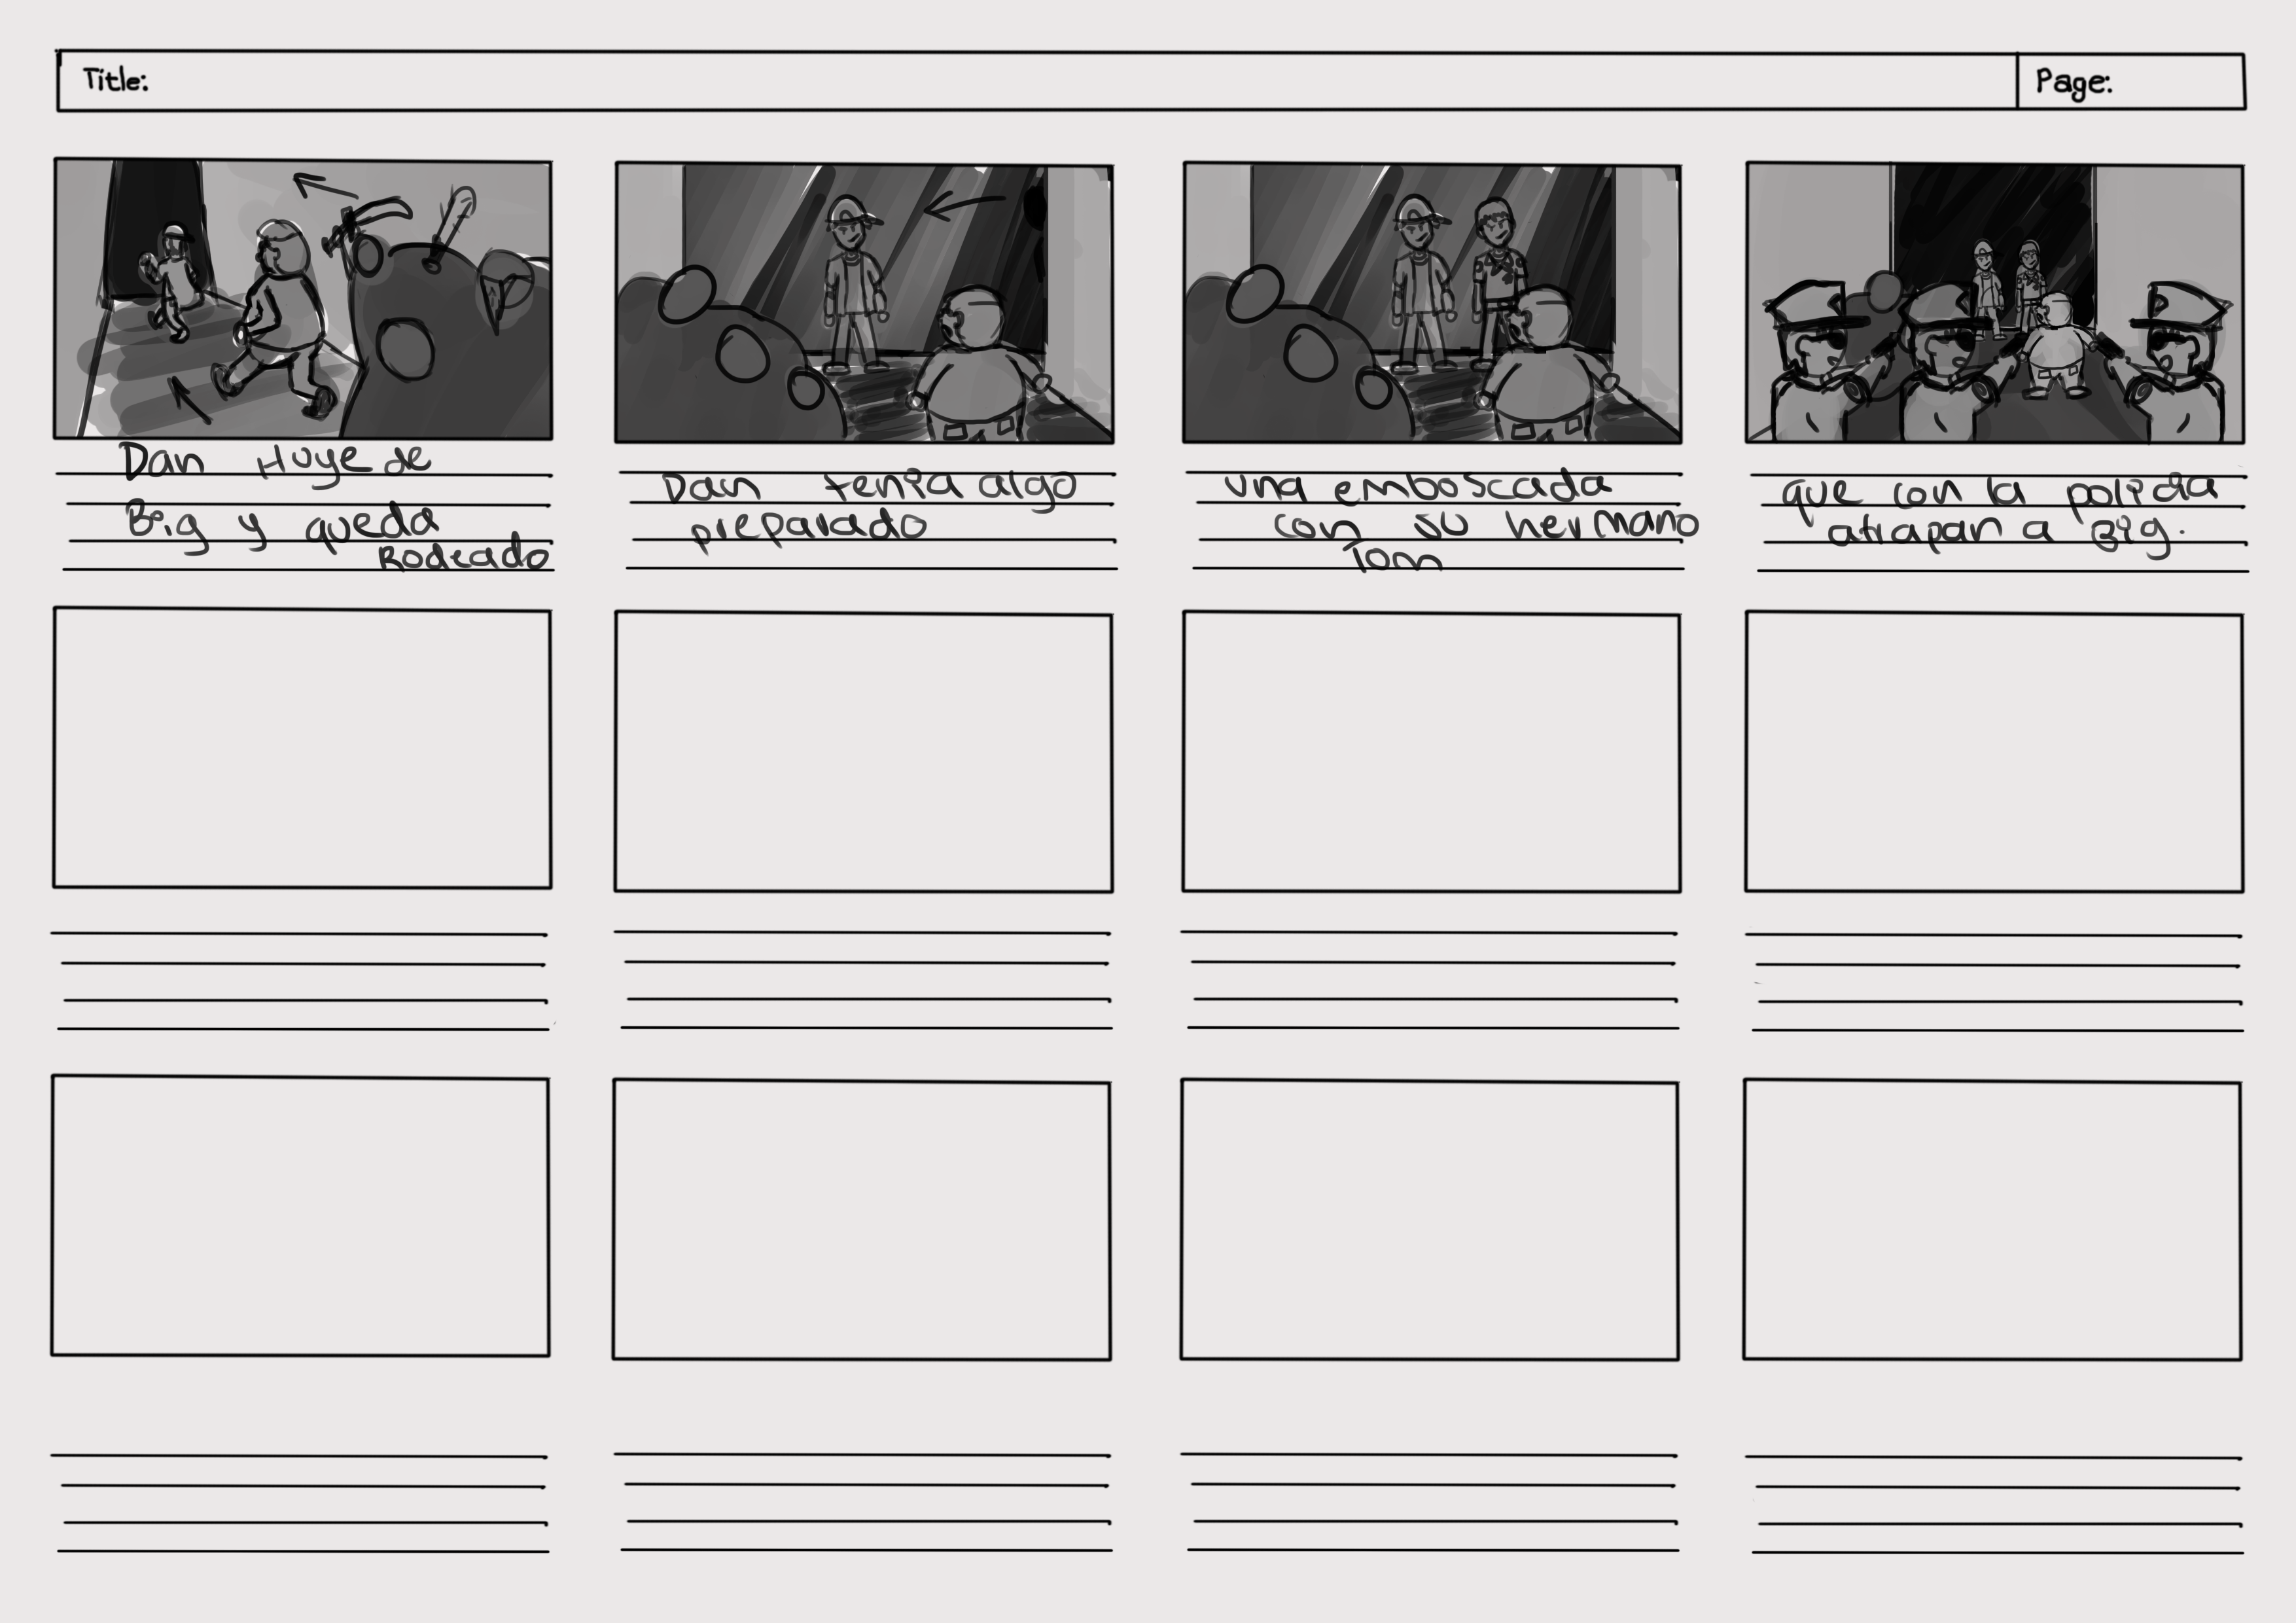 Title:
Page:
Dan Huye de
Big y queda
Rodeado
Dan tenia algo
preparado
una emboscada
con su hermano
Tom
que con la policia
atrapan a Big.